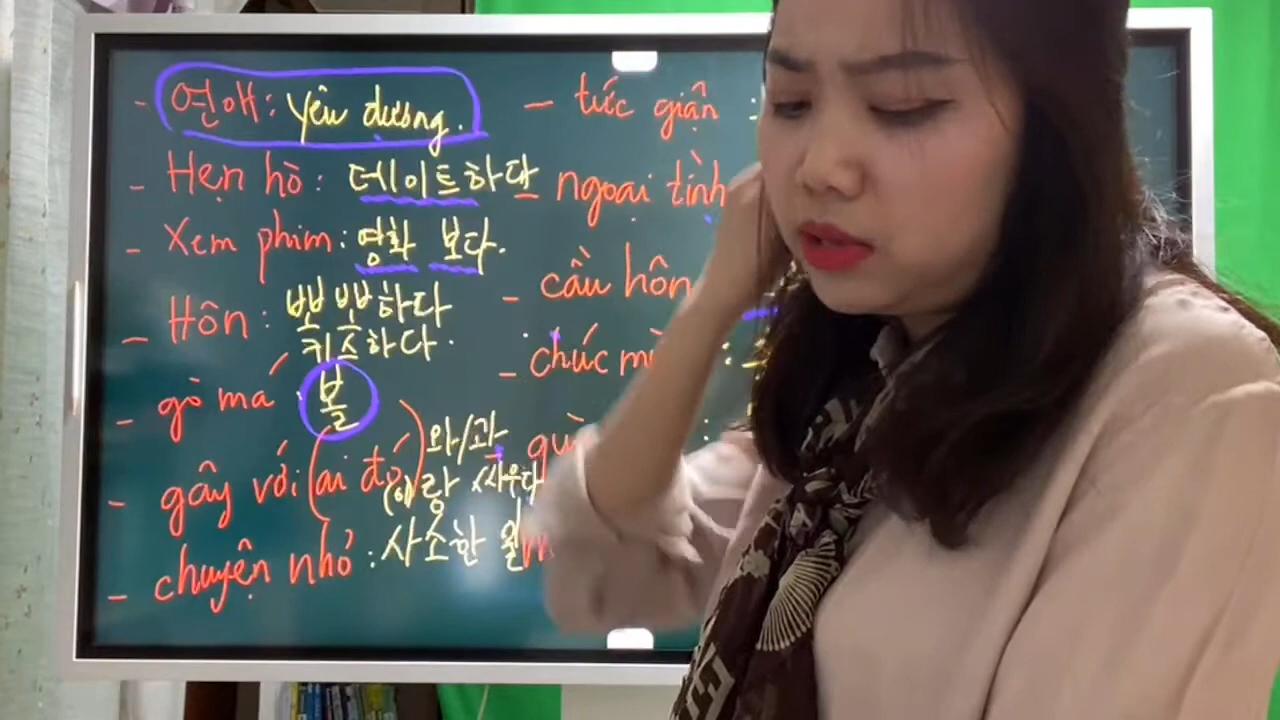 - 연애: yêu đương.
- Hẹn hò: 데이트하다
- Xem phim: 영화 보다.
- Hôn: 뽀뽀하다
키스하다.
- gò má: 볼
- gây với (ai đó) 와/과
(이)랑 싸우다
- chuyện nhỏ: 사소한 일
- tức giận :
- ngoại tình
- cầu hôn
- chúc